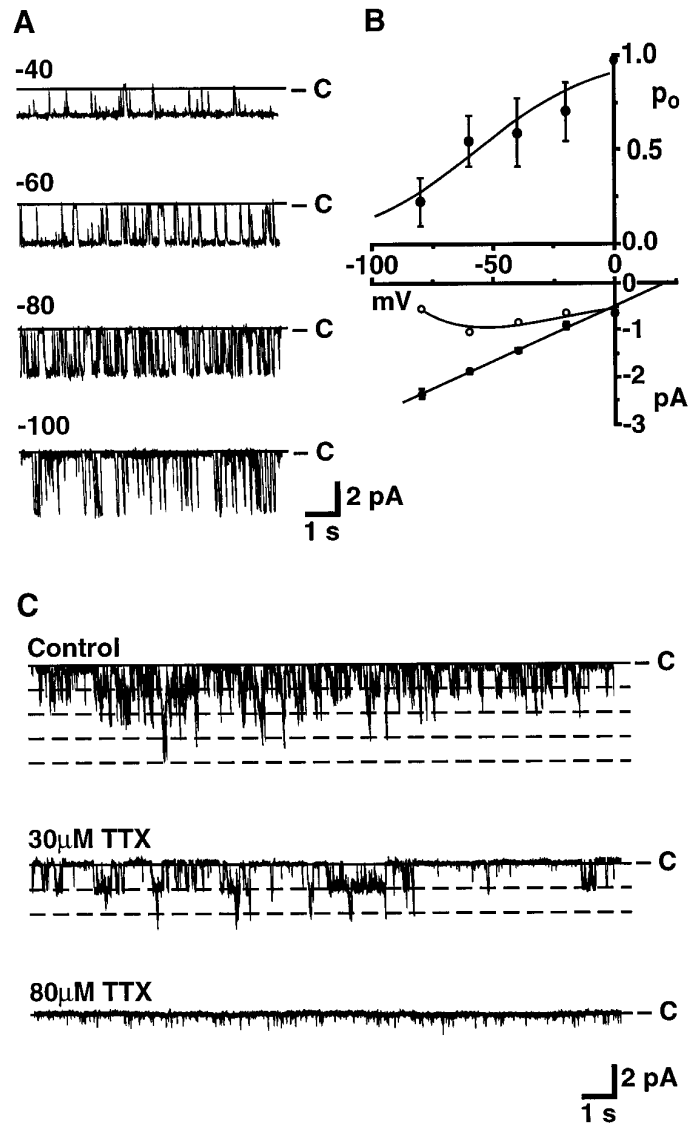 A
-40
– C
-60
– C
-80
– C
-100
– C
2 pA
1 s
B
1.0
po
0.5
0.0
-100
-50
0
mV
0
-1
-2
pA
-3
C
Control
– C
30µM TTX
– C
80µM TTX
– C
2 pA
1 s